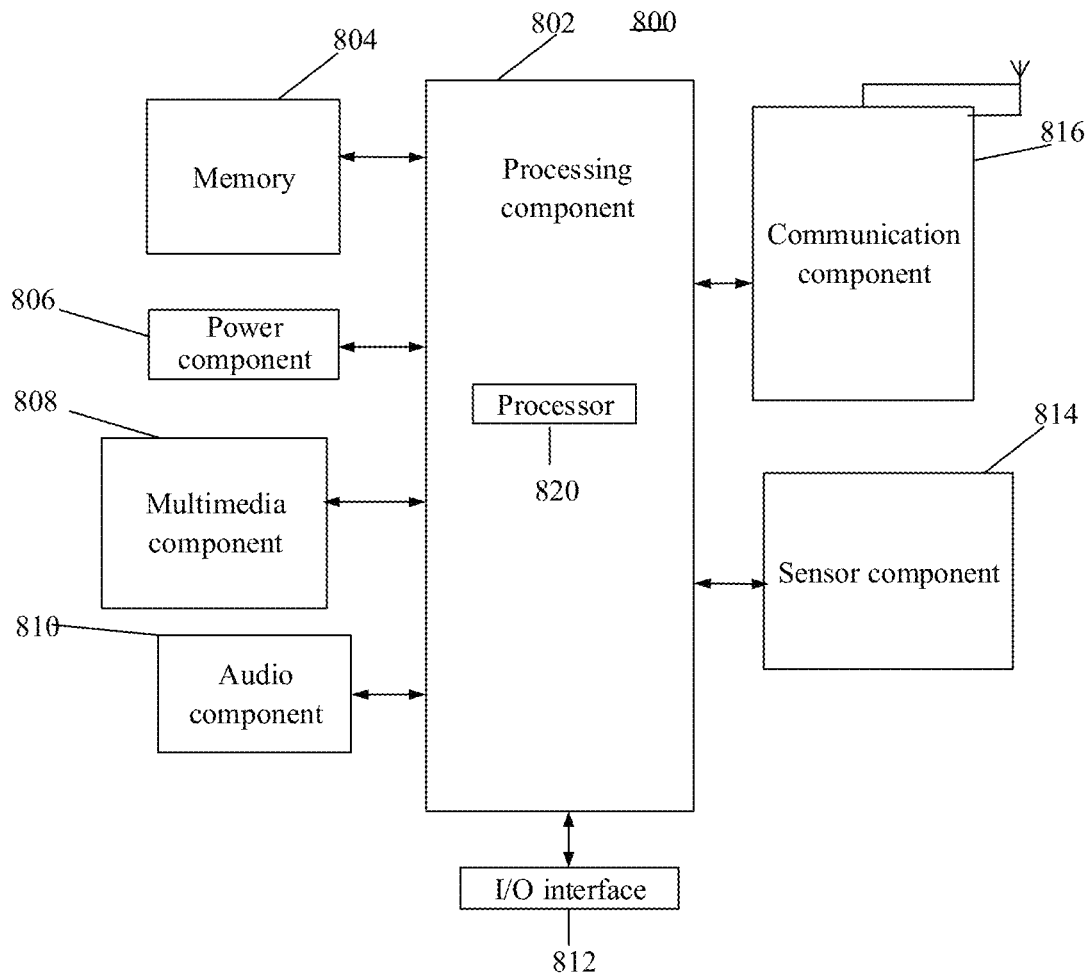 802
800
804
Memory
Processing
component
816
Communication
component
806
Power
component
808
Processor
820
814
Multimedia
component
Sensor component
810
Audio
component
I/O interface
812